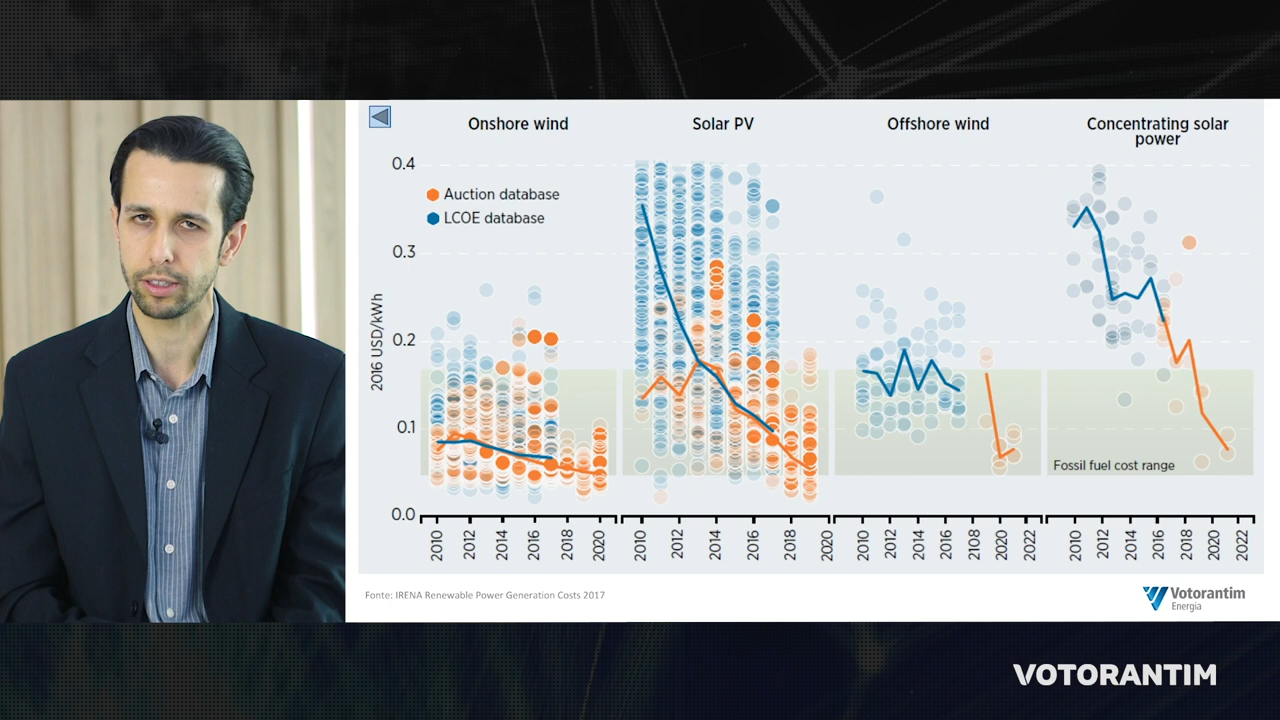 Onshore wind
Solar PV
Offshore wind
Concentrating solar
power
0.4
Auction database
LCOE database
0.3
2016 USD/kWh
0.2
0.1
Fossil fuel cost range
0.0
2010 2012 2014 2016 2018 2020
2010 2012 2014 2016 2018 2020
2010 2012 2014 2016 2108 2020 2022
2010 2012 2014 2016 2018 2020 2022
Fonte: IRENA Renewable Power Generation Costs 2017
Votorantim
Energia
VOTORANTIM